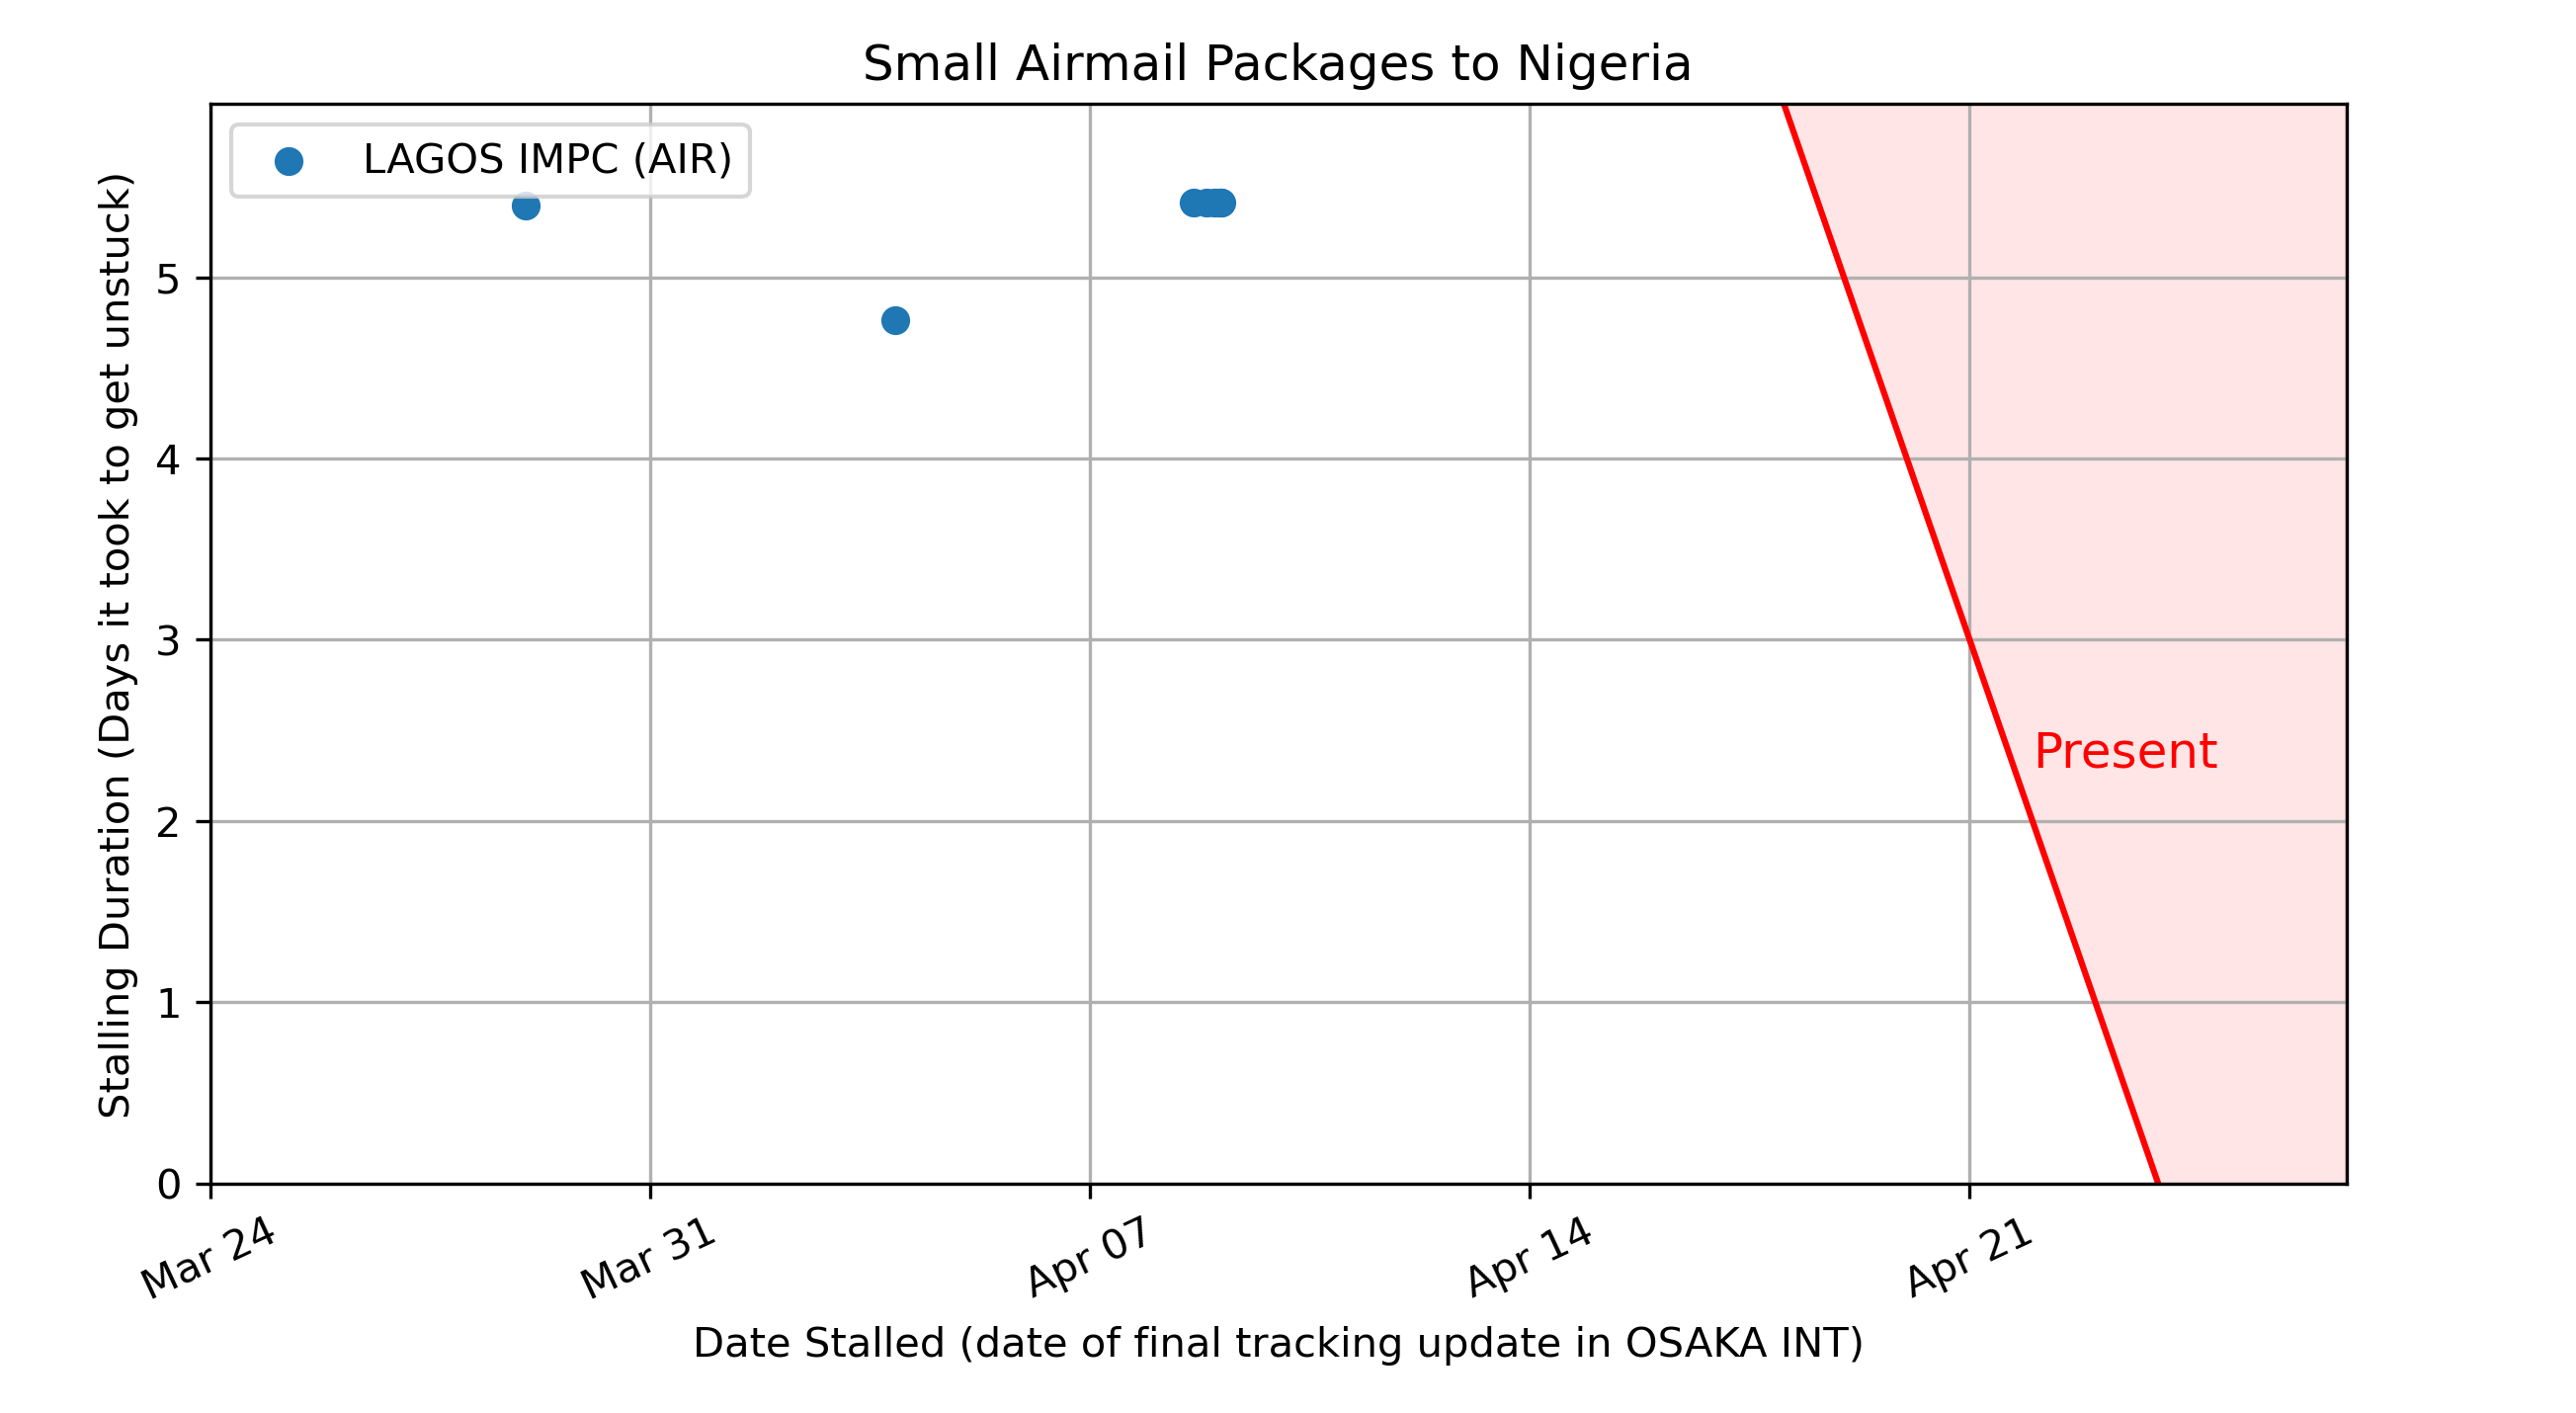 Small Airmail Packages to Nigeria
LAGOS IMPC (AIR)
Stalling Duration (Days it took to get unstuck)
5
4
3
2
1
0
Present
Mar 24
Mar 31
Apr 07
Apr 14
Apr 21
Date Stalled (date of final tracking update in OSAKA INT)